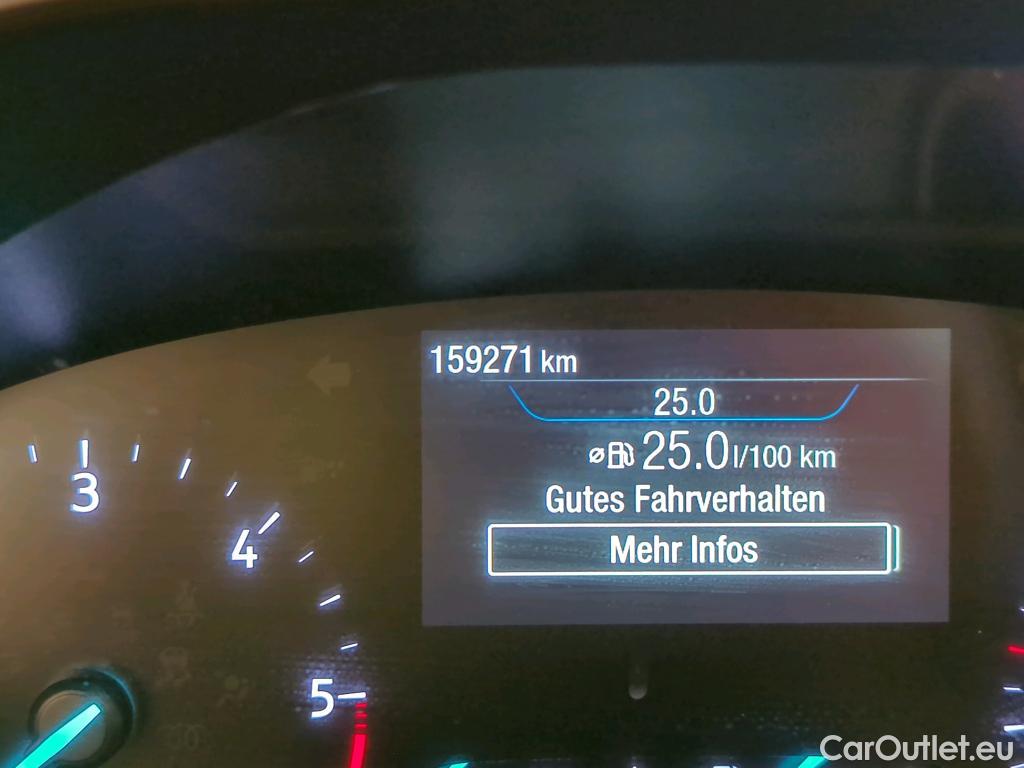 159271 km
25.0
⌀ 25.0 l/100 km
Gutes Fahrverhalten
Mehr Infos
3
4
5
CarOutlet.eu